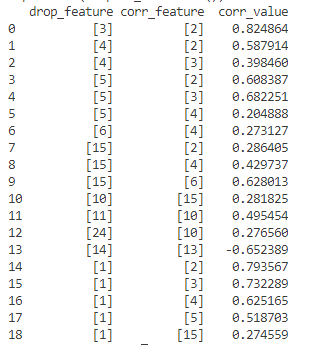 drop_feature corr_feature corr_value
0 [3] [2] 0.824864
1 [4] [2] 0.587914
2 [4] [3] 0.398460
3 [5] [2] 0.608387
4 [5] [3] 0.682251
5 [5] [4] 0.204888
6 [6] [4] 0.273127
7 [15] [2] 0.286405
8 [15] [4] 0.429737
9 [15] [6] 0.628013
10 [10] [15] 0.281825
11 [11] [10] 0.495454
12 [24] [10] 0.276560
13 [14] [13] -0.652389
14 [1] [2] 0.793567
15 [1] [3] 0.732289
16 [1] [4] 0.625165
17 [1] [5] 0.518703
18 [1] [15] 0.274559